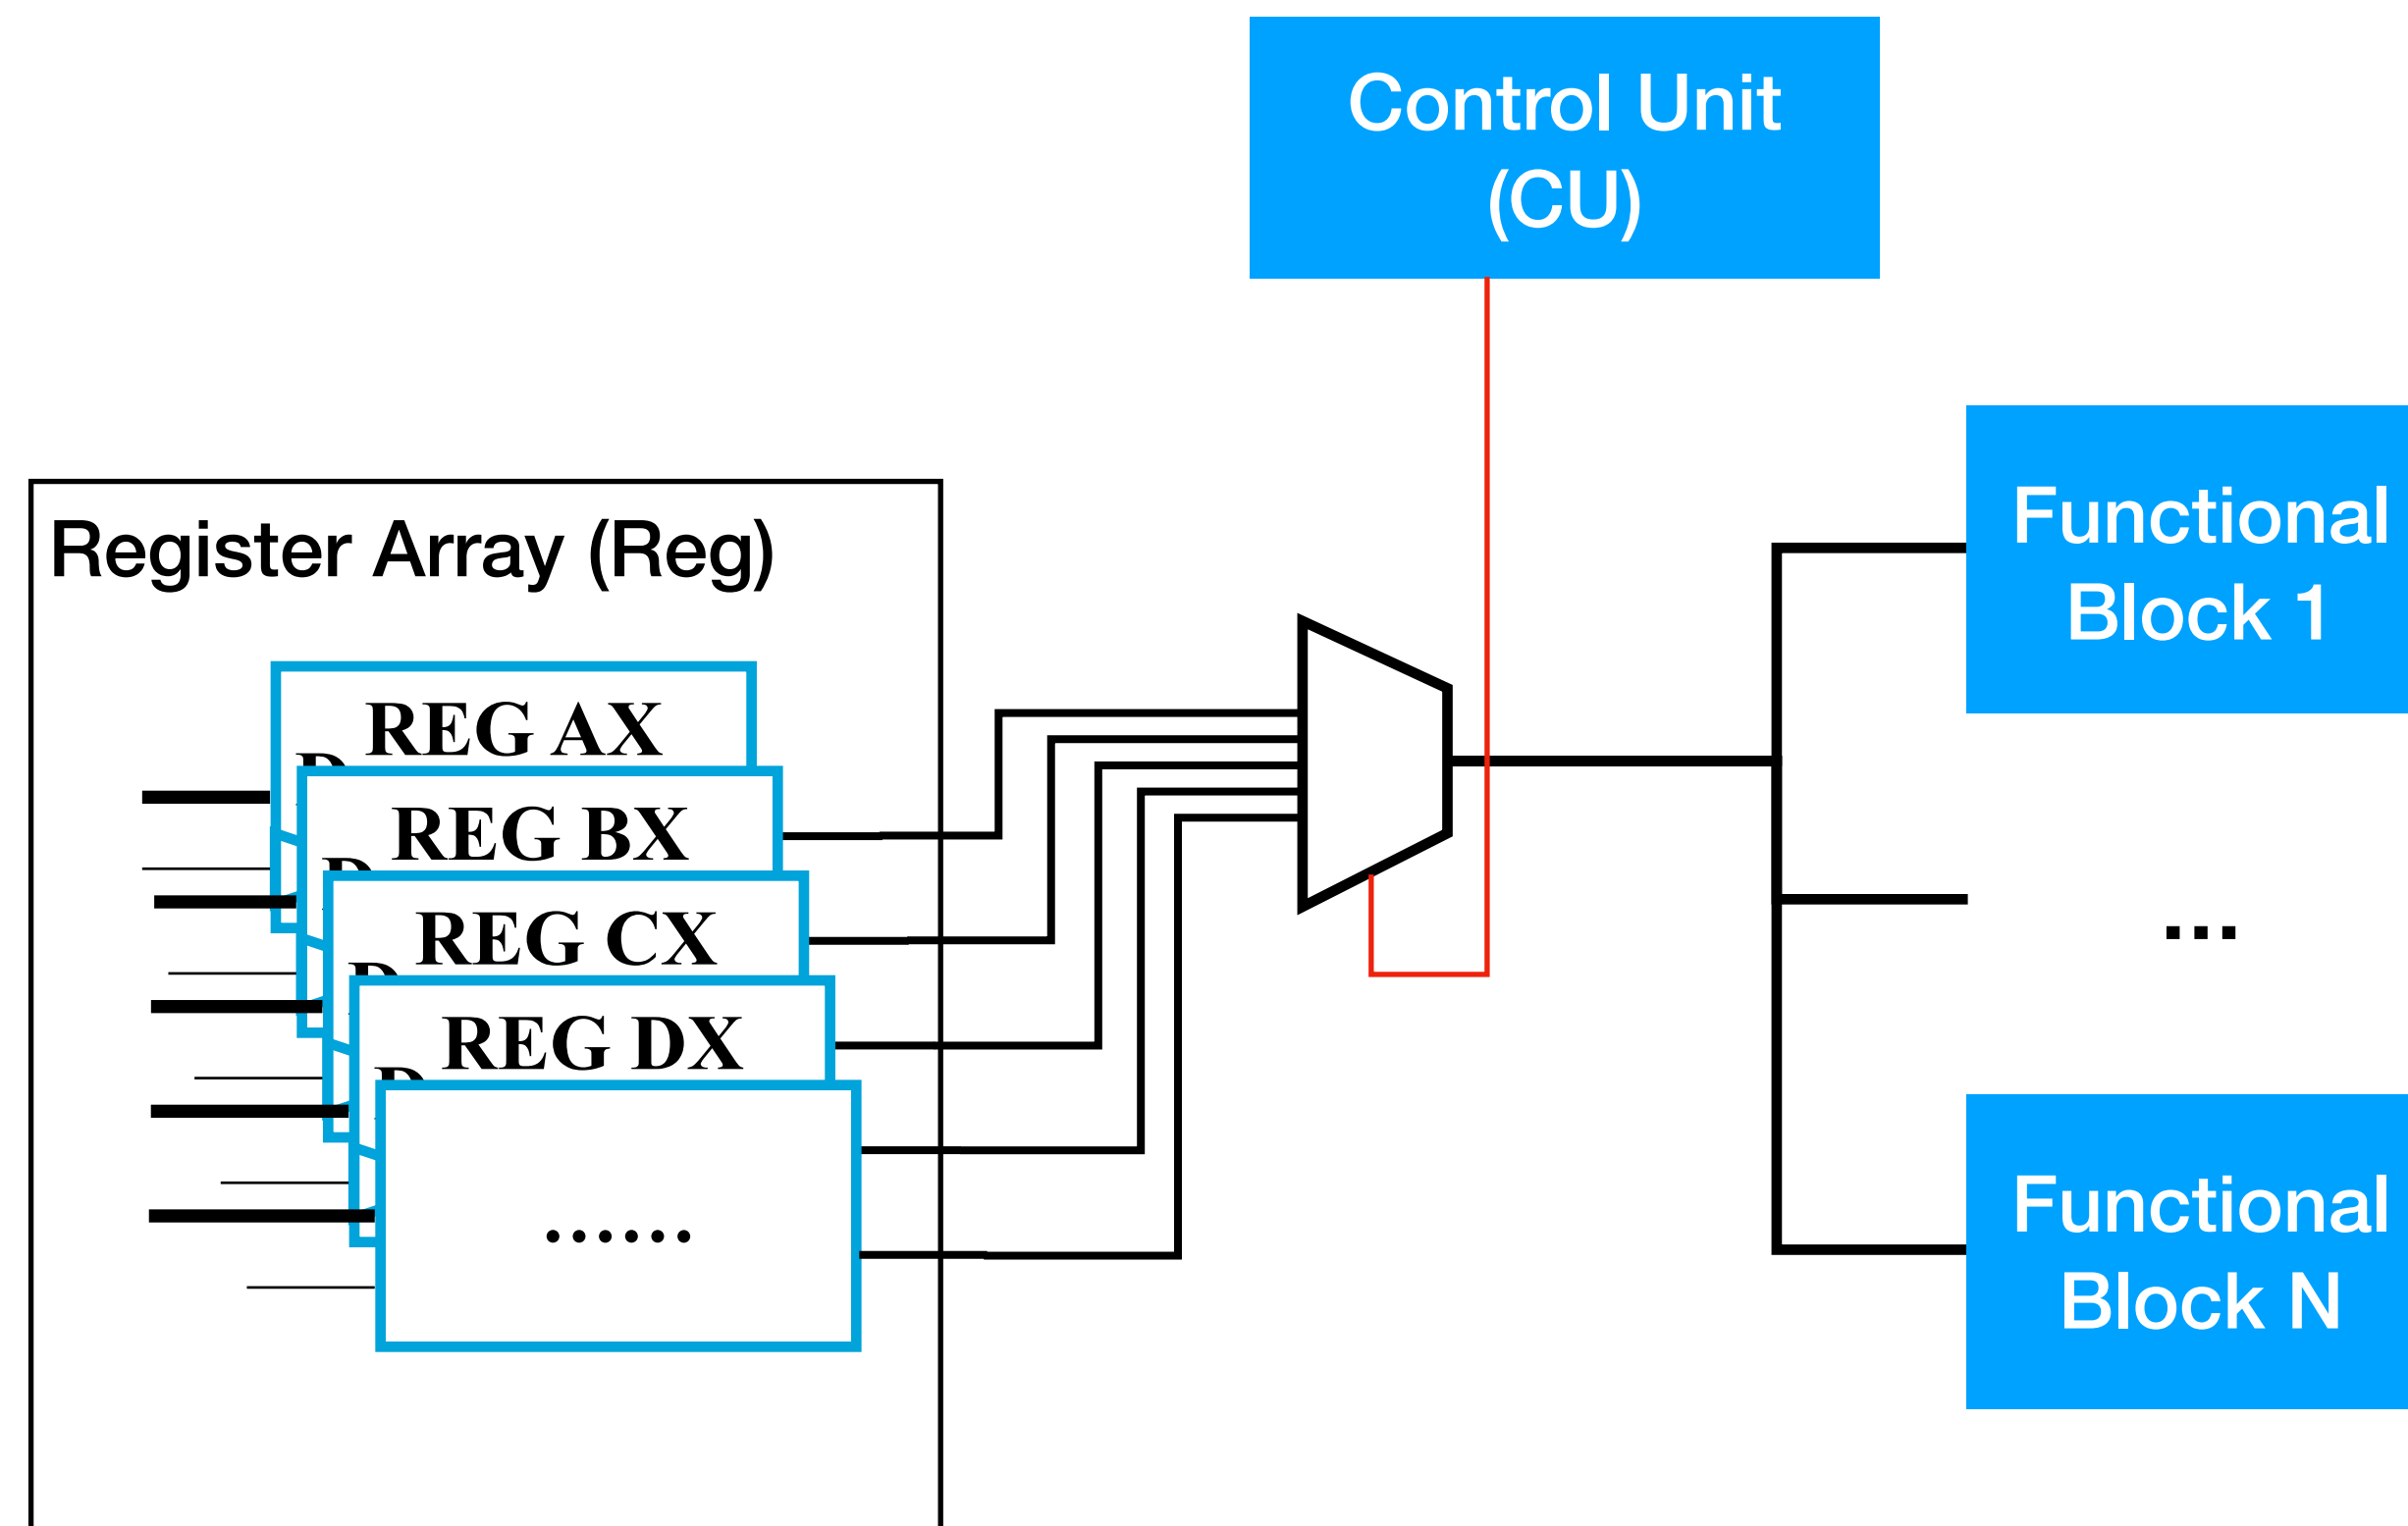 Control Unit
(CU)
Functional
Block 1
Register Array (Reg)
REG AX
D
REG BX
D
REG CX
D
REG DX
D
......
...
Functional
Block N